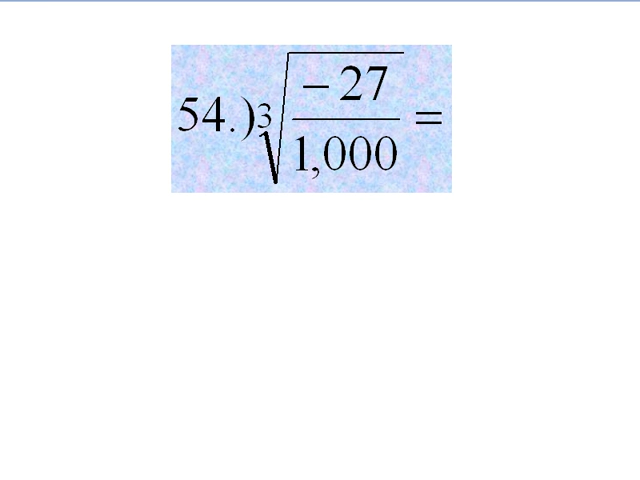 54.) ∛(-27/1,000) =